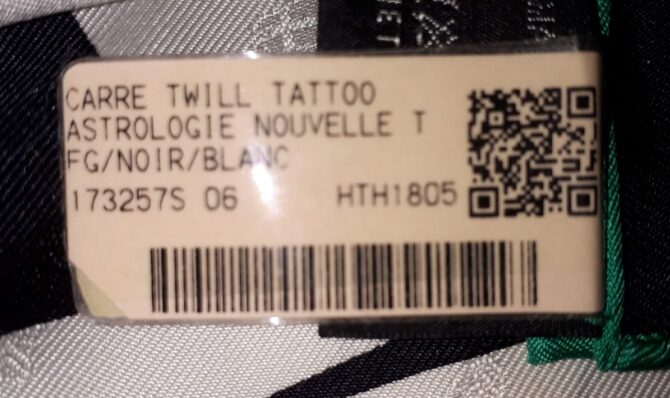 CARRE TWILL TATTOO
ASTROLOGIE NOUVELLE T
FG/NOIR/BLANC
173257S 06 HTH1805